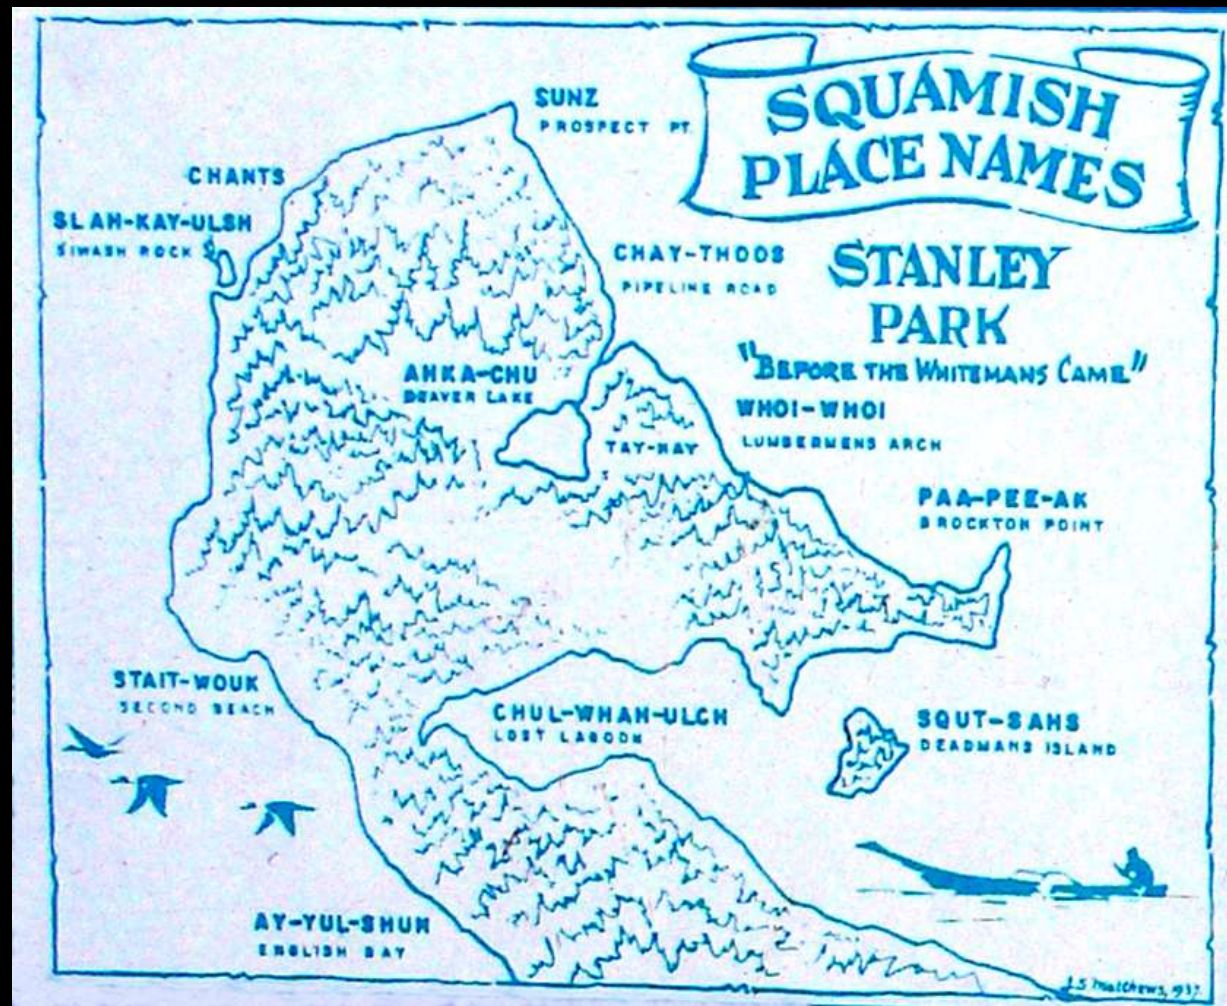 SQUAMISH
PLACE NAMES
STANLEY
PARK
"BEFORE THE WHITEMANS CAME"
SUNZ
PROSPECT PT.
CHANTS
SLAH-KAY-ULSH
SIWASH ROCK
CHAY-THOOS
PIPELINE ROAD
AHKA-CHU
BEAVER LAKE
TAY-HAY
WHOI-WHOI
LUMBERMENS ARCH
PAA-PEE-AK
BROCKTON POINT
STAIT-WOUK
SECOND BEACH
CHUL-WHAH-ULCH
LOST LAGOON
SQUT-SAHS
DEADMANS ISLAND
AY-YUL-SHUN
ENGLISH BAY
J.S. Matthews, 1937.